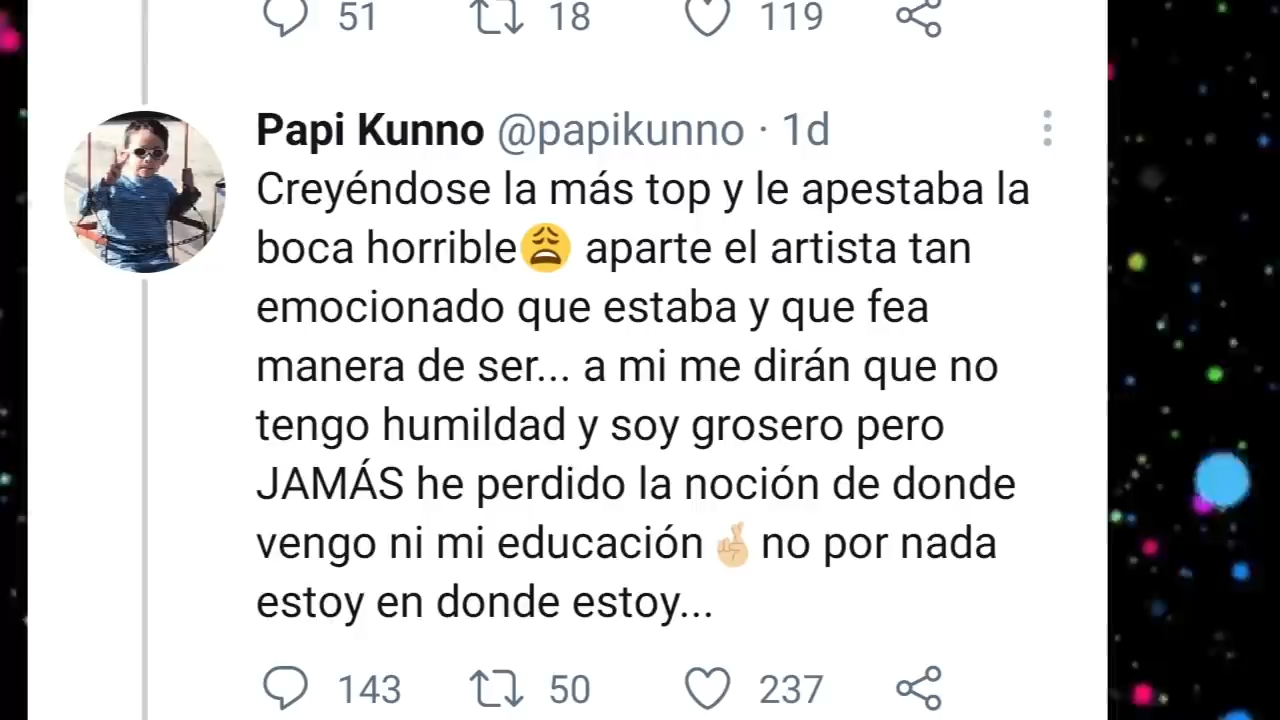 51 18 119
Papi Kunno @papikunno · 1d
Creyéndose la más top y le apestaba la
boca horrible😩 aparte el artista tan
emocionado que estaba y que fea
manera de ser... a mi me dirán que no
tengo humildad y soy grosero pero
JAMÁS he perdido la noción de donde
vengo ni mi educación🤞🏼no por nada
estoy en donde estoy...
143 50 237